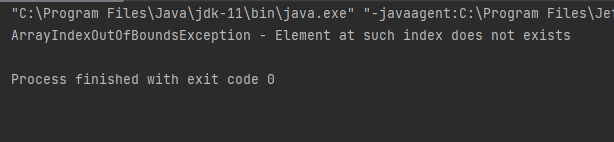 "C:\Program Files\Java\jdk-11\bin\java.exe" "-javaagent:C:\Program Files\Jet
ArrayIndexOutOfBoundsException - Element at such index does not exists
Process finished with exit code 0